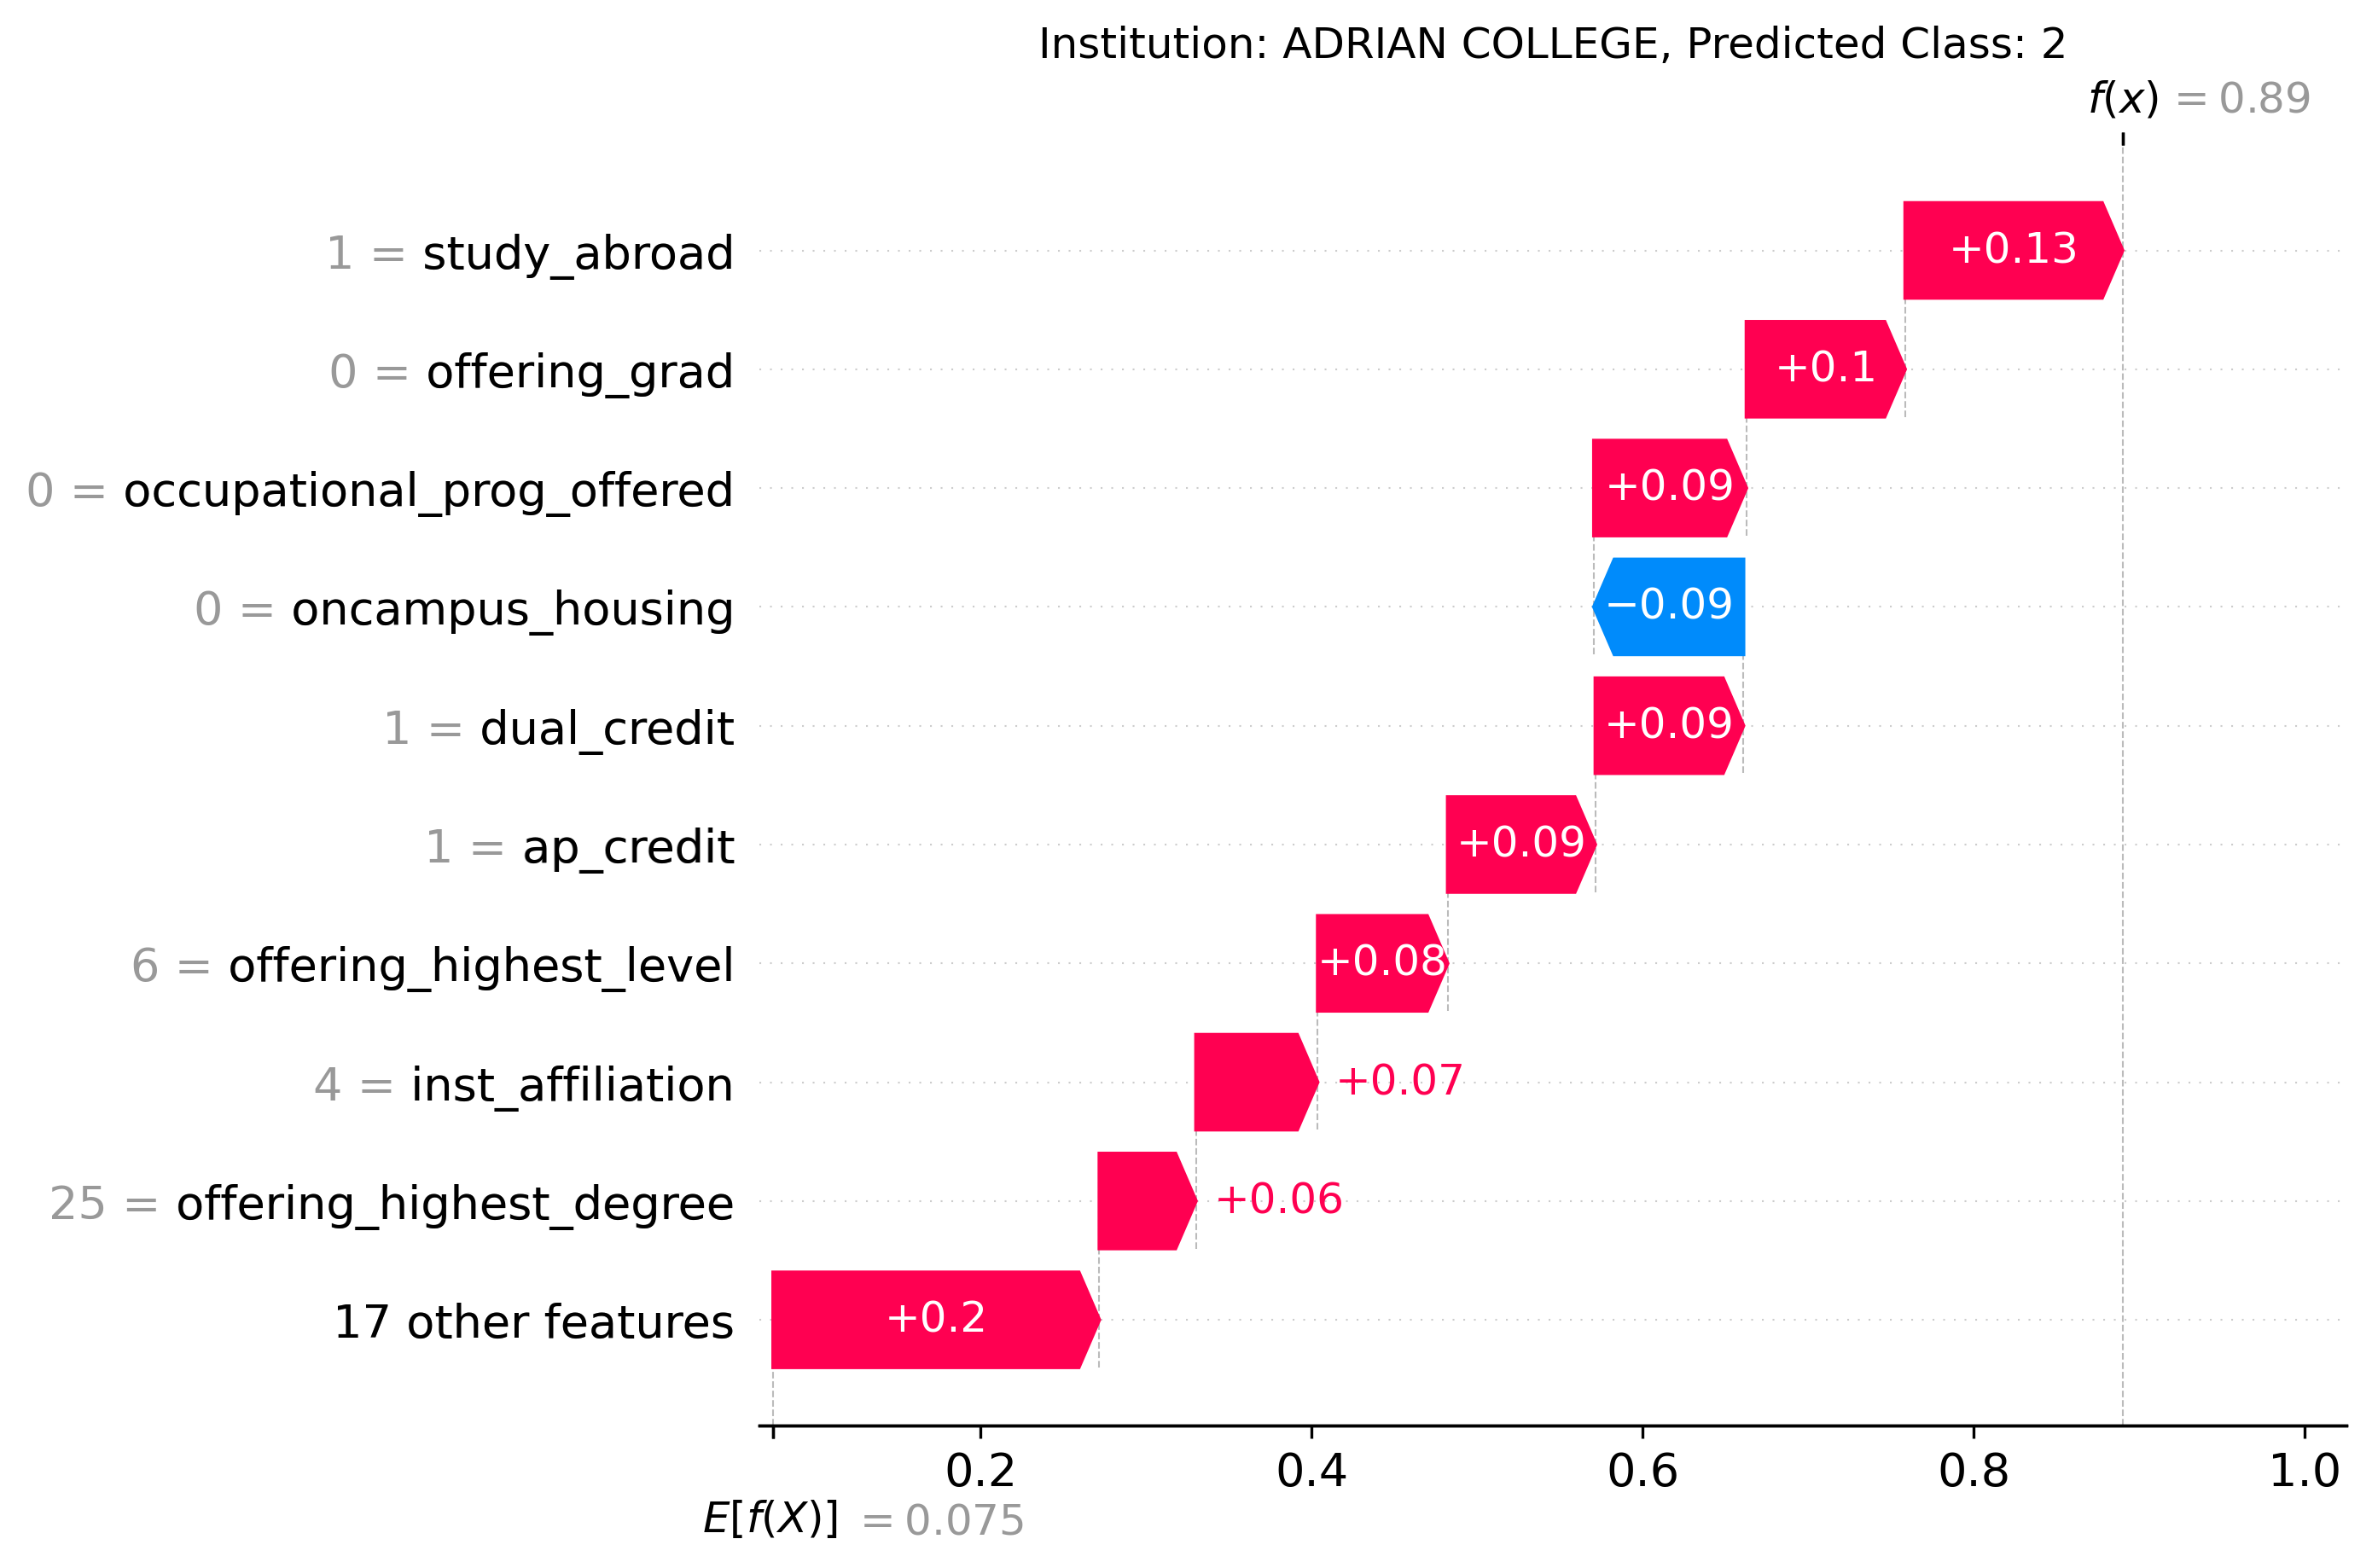 Institution: ADRIAN COLLEGE, Predicted Class: 2
f(x) = 0.89
1 = study_abroad +0.13
0 = offering_grad +0.1
0 = occupational_prog_offered +0.09
0 = oncampus_housing −0.09
1 = dual_credit +0.09
1 = ap_credit +0.09
6 = offering_highest_level +0.08
4 = inst_affiliation +0.07
25 = offering_highest_degree +0.06
17 other features +0.2
0.2 0.4 0.6 0.8 1.0
E[f(X)] = 0.075